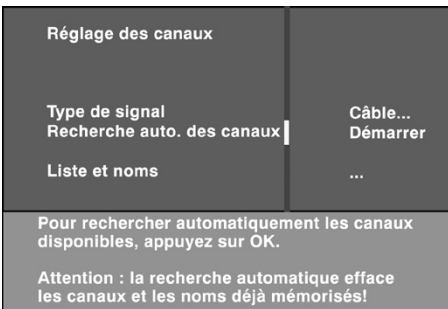 Réglage des canaux
Type de signal Câble...
Recherche auto. des canaux Démarrer
Liste et noms ...
Pour rechercher automatiquement les canaux
disponibles, appuyez sur OK.
Attention : la recherche automatique efface
les canaux et les noms déjà mémorisés!